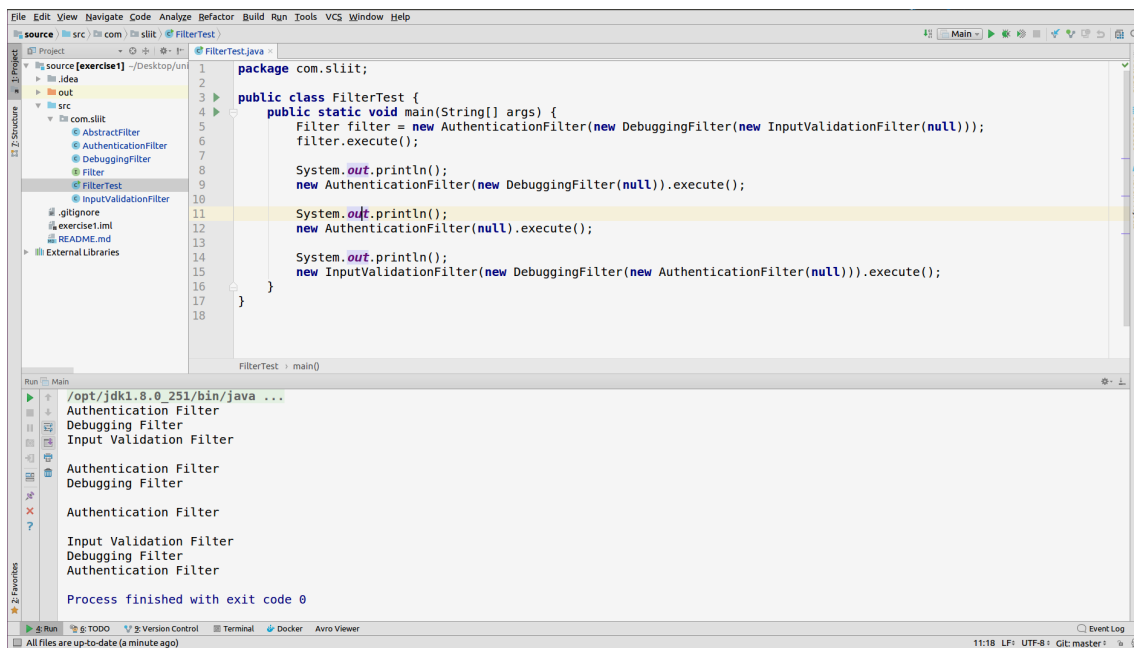 File Edit View Navigate Code Analyze Refactor Build Run Tools VCS Window Help
source src com sliit FilterTest
Main
1: Project
Z: Structure
2: Favorites
Project
source [exercise1] ~/Desktop/uni
.idea
out
src
com.sliit
AbstractFilter
AuthenticationFilter
DebuggingFilter
Filter
FilterTest
InputValidationFilter
.gitignore
exercise1.iml
README.md
External Libraries
FilterTest.java
1 package com.sliit;
2
3 public class FilterTest {
4 public static void main(String[] args) {
5 Filter filter = new AuthenticationFilter(new DebuggingFilter(new InputValidationFilter(null)));
6 filter.execute();
7
8 System.out.println();
9 new AuthenticationFilter(new DebuggingFilter(null)).execute();
10
11 System.out.println();
12 new AuthenticationFilter(null).execute();
13
14 System.out.println();
15 new InputValidationFilter(new DebuggingFilter(new AuthenticationFilter(null))).execute();
16 }
17 }
18
FilterTest › main()
Run Main
/opt/jdk1.8.0_251/bin/java ...
Authentication Filter
Debugging Filter
Input Validation Filter
Authentication Filter
Debugging Filter
Authentication Filter
Input Validation Filter
Debugging Filter
Authentication Filter
Process finished with exit code 0
4: Run 6: TODO 9: Version Control Terminal Docker Avro Viewer Event Log
All files are up-to-date (a minute ago) 11:18 LF UTF-8 Git: master